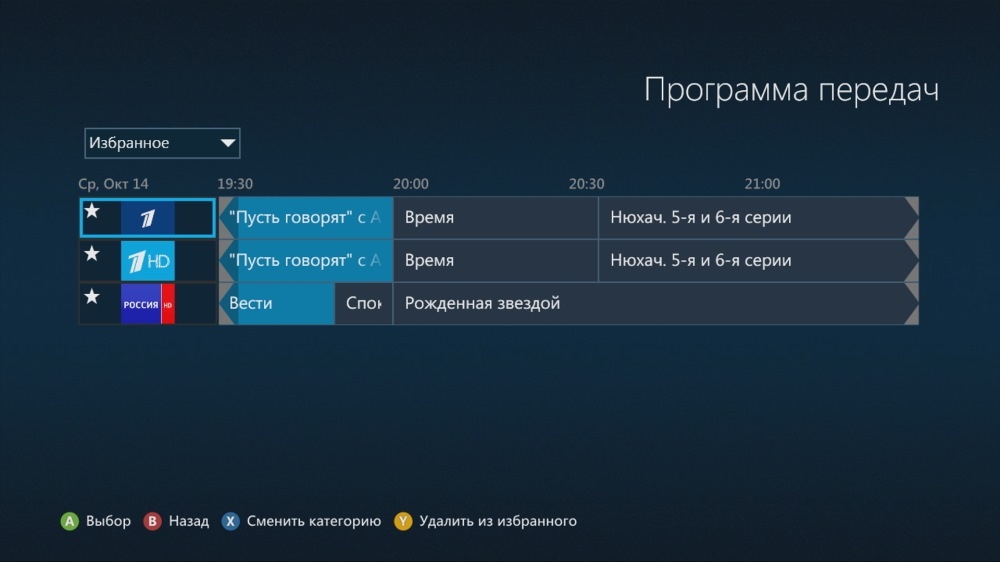 Программа передач
Избранное
Ср, Окт 14 19:30 20:00 20:30 21:00
1 "Пусть говорят" с А Время Нюхач. 5-я и 6-я серии
1 HD "Пусть говорят" с А Время Нюхач. 5-я и 6-я серии
РОССИЯ HD Вести Спок Рожденная звездой
A Выбор B Назад X Сменить категорию Y Удалить из избранного